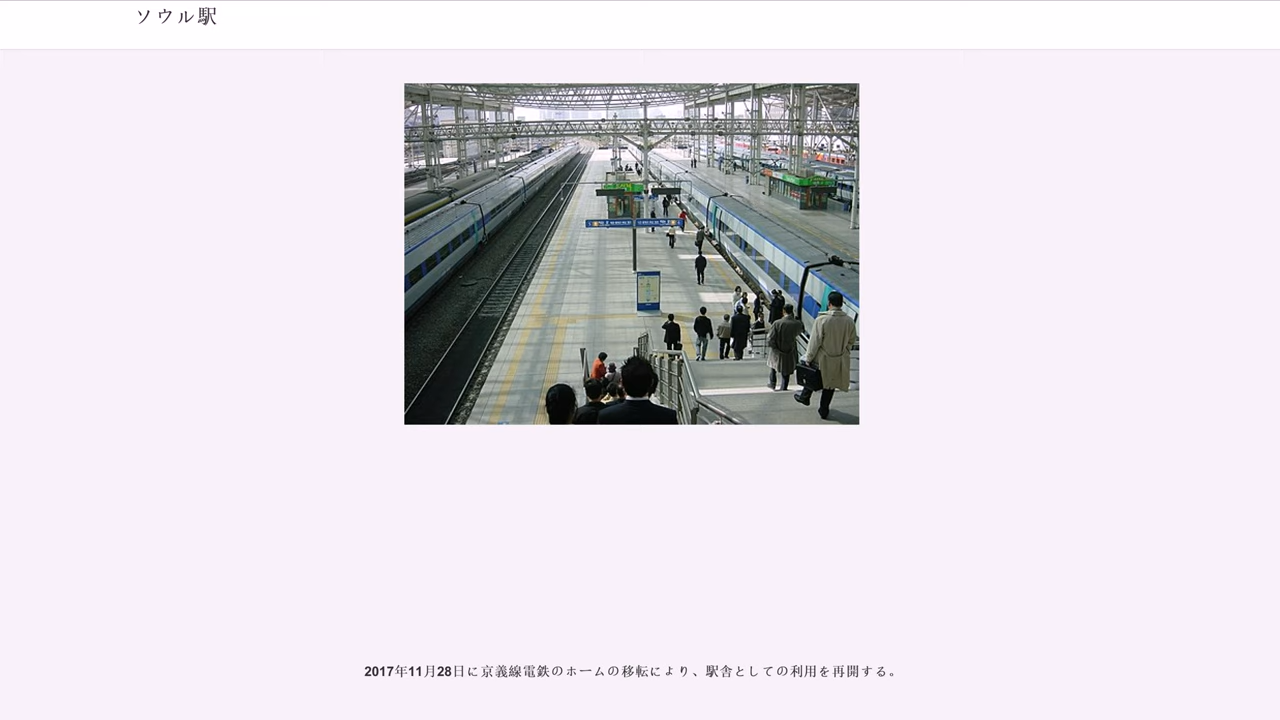 ソウル駅
2017年11月28日に京義線電鉄のホームの移転により、駅舎としての利用を再開する。